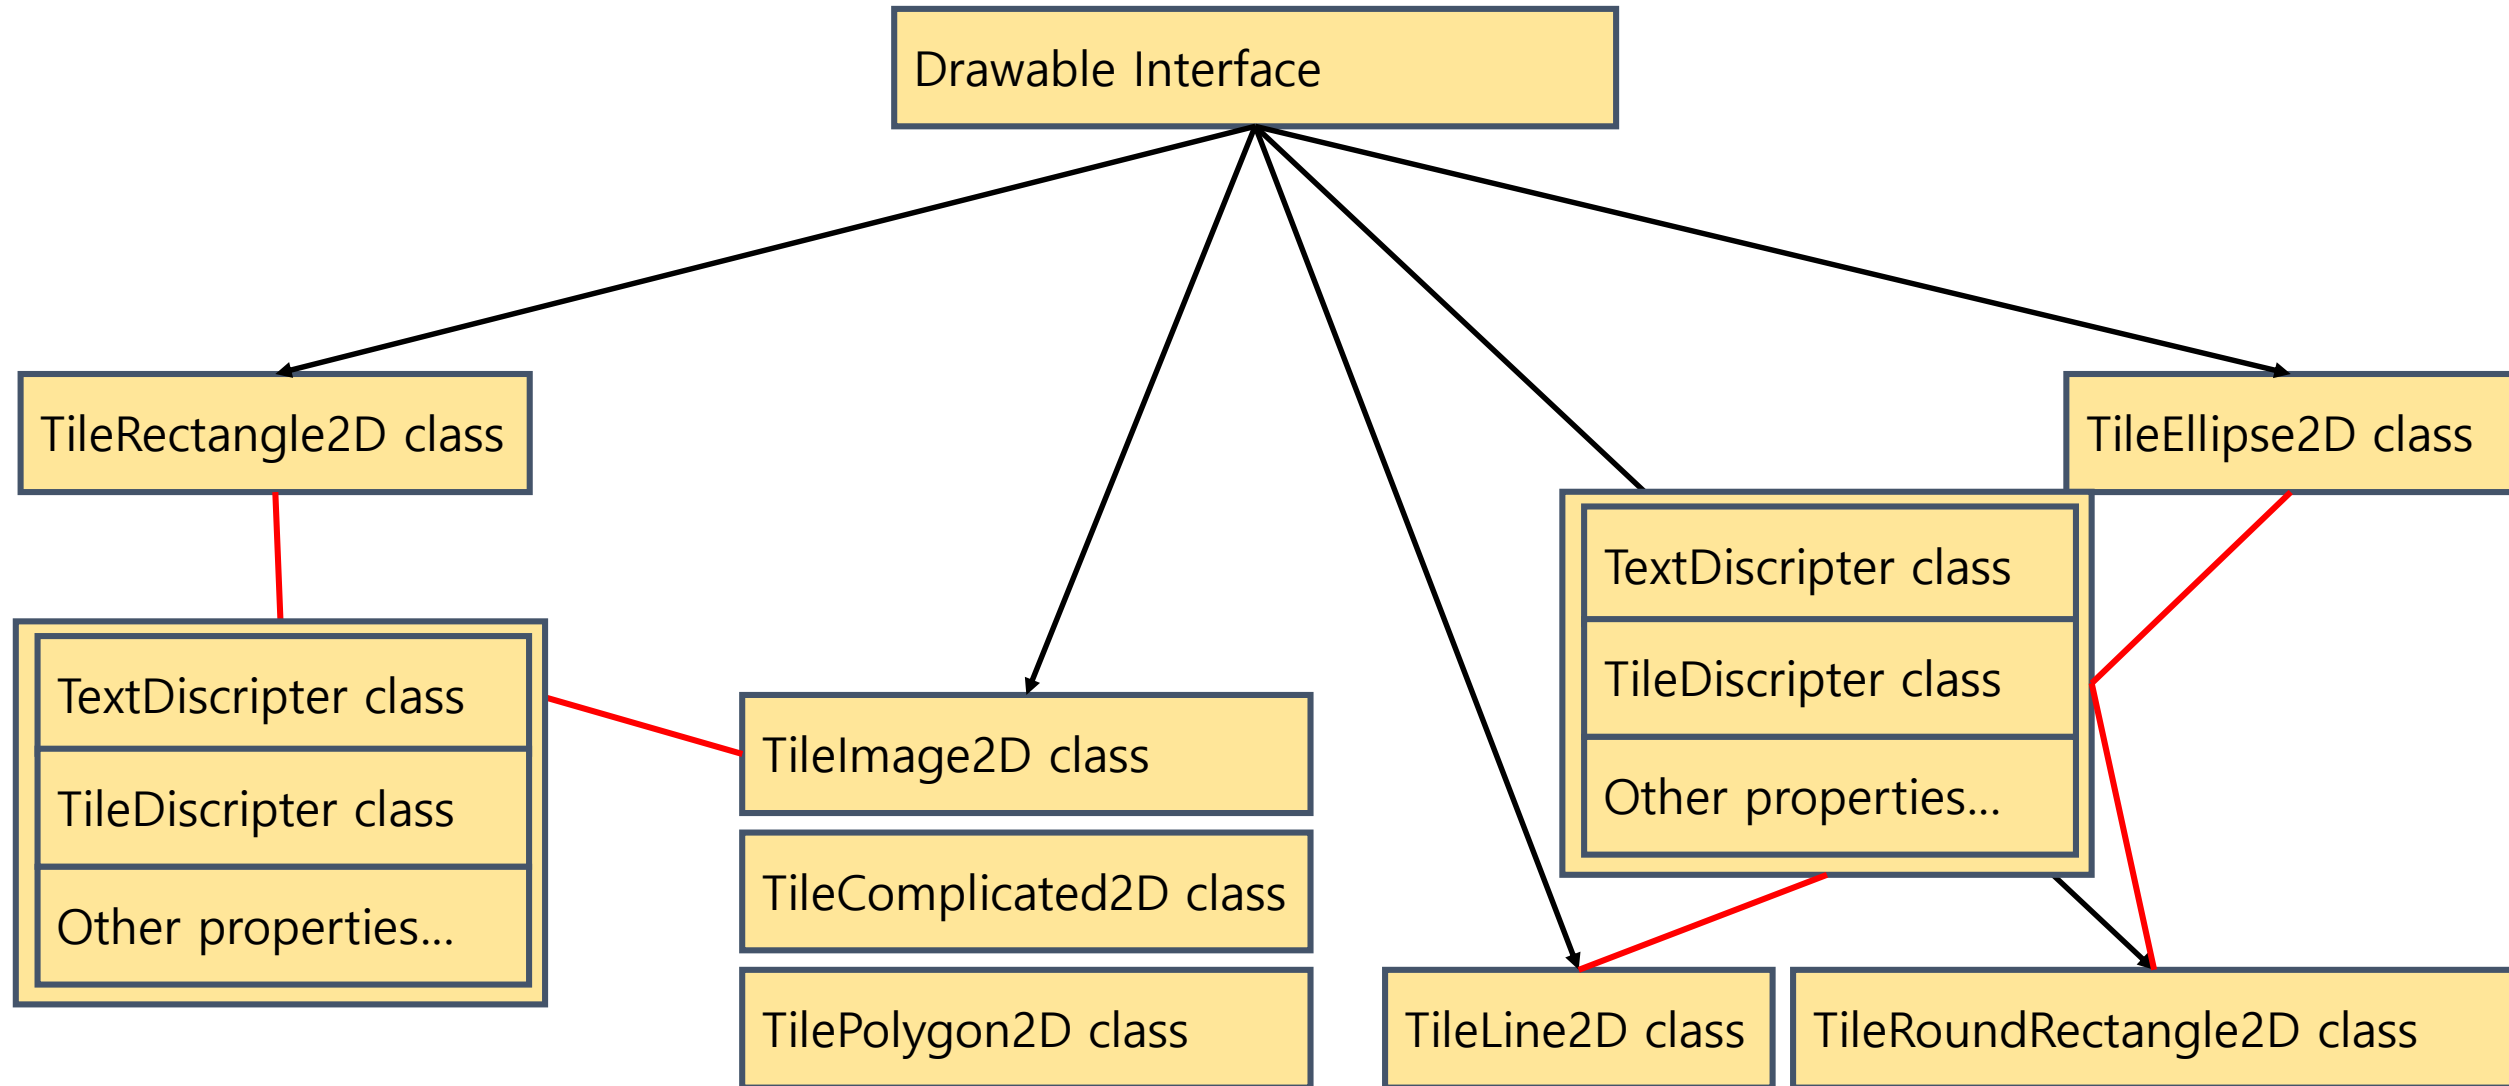 Drawable Interface
TileRectangle2D class
TileEllipse2D class
TextDiscripter class
TileDiscripter class
Other properties...
TextDiscripter class
TileDiscripter class
Other properties...
TileImage2D class
TileComplicated2D class
TilePolygon2D class
TileLine2D class
TileRoundRectangle2D class